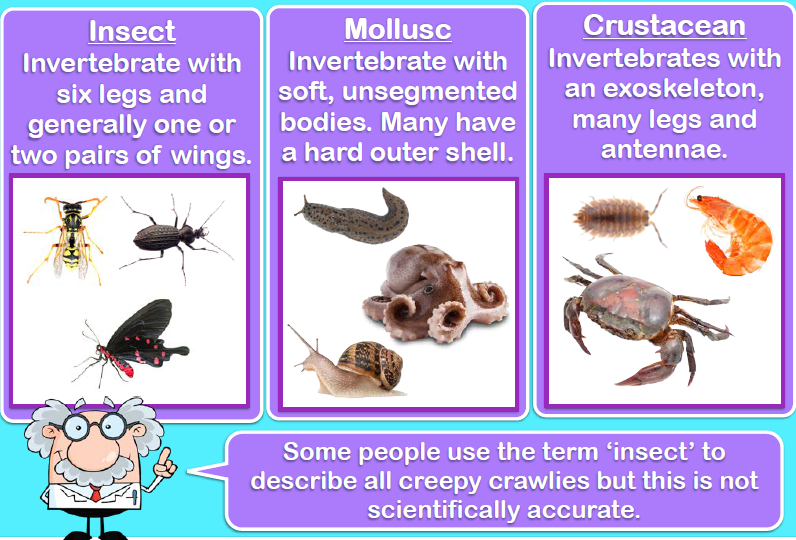 Insect
Invertebrate with
six legs and
generally one or
two pairs of wings.
Mollusc
Invertebrate with
soft, unsegmented
bodies. Many have
a hard outer shell.
Crustacean
Invertebrates with
an exoskeleton,
many legs and
antennae.
Some people use the term ‘insect’ to
describe all creepy crawlies but this is not
scientifically accurate.